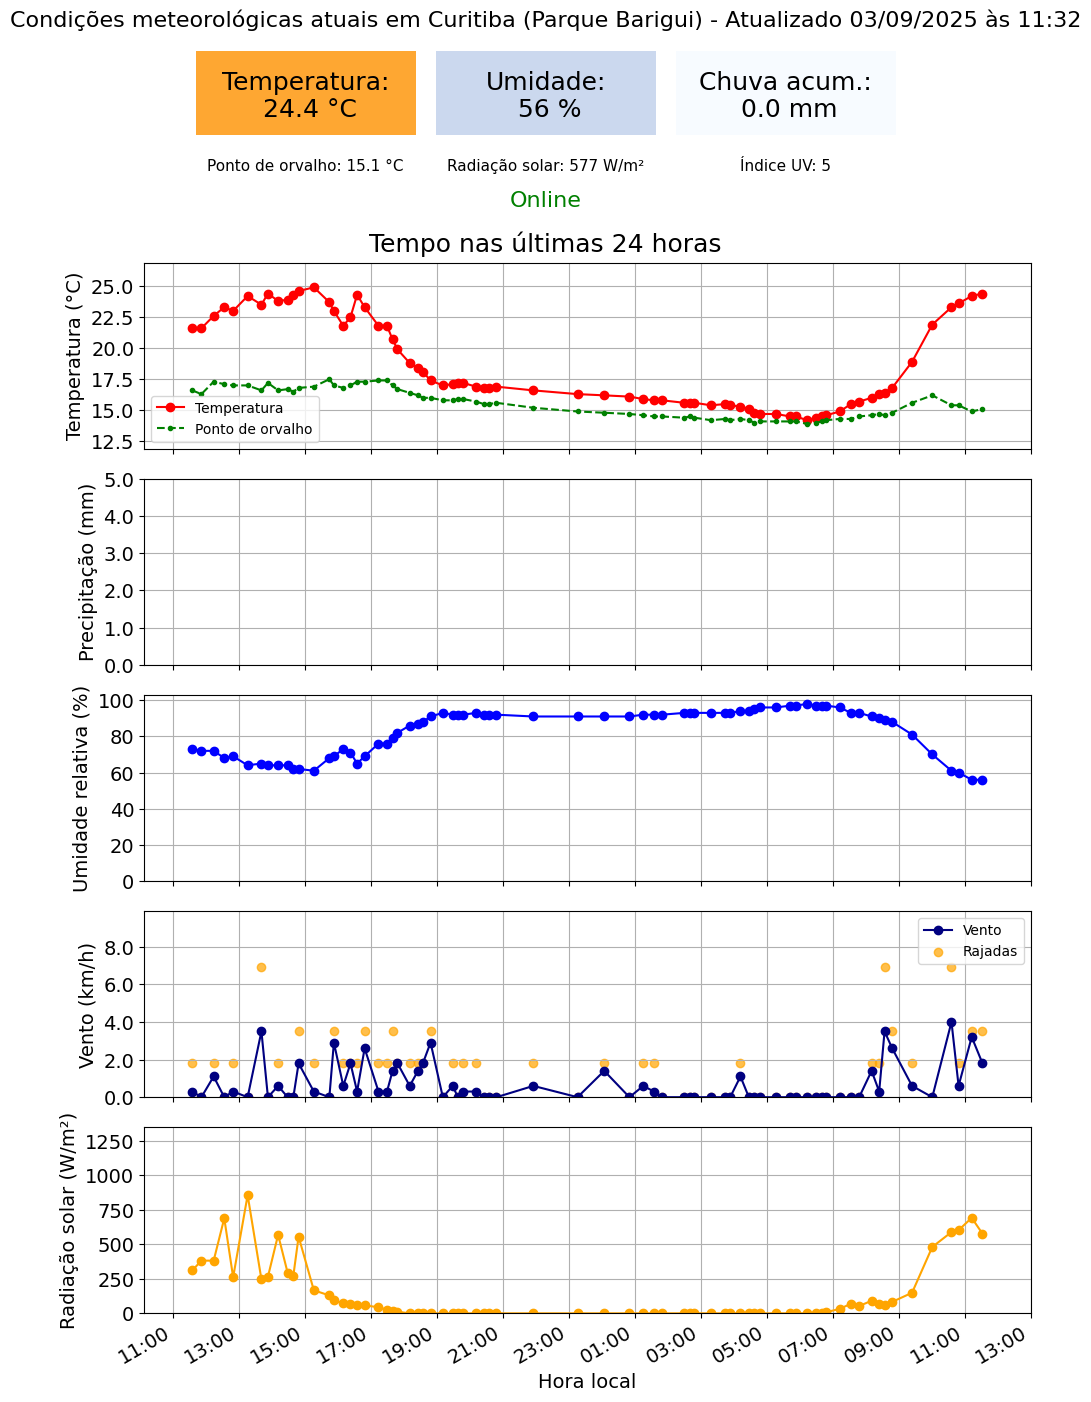 Condições meteorológicas atuais em Curitiba (Parque Barigui) - Atualizado 03/09/2025 às 11:32
Temperatura:
24.4 °C
Umidade:
56 %
Chuva acum.:
0.0 mm
Ponto de orvalho: 15.1 °C
Radiação solar: 577 W/m²
Índice UV: 5
Online
Tempo nas últimas 24 horas
Temperatura (°C)
25.0
22.5
20.0
17.5
15.0
12.5
Temperatura
Ponto de orvalho
Precipitação (mm)
5.0
4.0
3.0
2.0
1.0
0.0
Umidade relativa (%)
100
80
60
40
20
0
Vento (km/h)
8.0
6.0
4.0
2.0
0.0
Vento
Rajadas
Radiação solar (W/m²)
1250
1000
750
500
250
0
11:00
13:00
15:00
17:00
19:00
21:00
23:00
01:00
03:00
05:00
07:00
09:00
11:00
13:00
Hora local